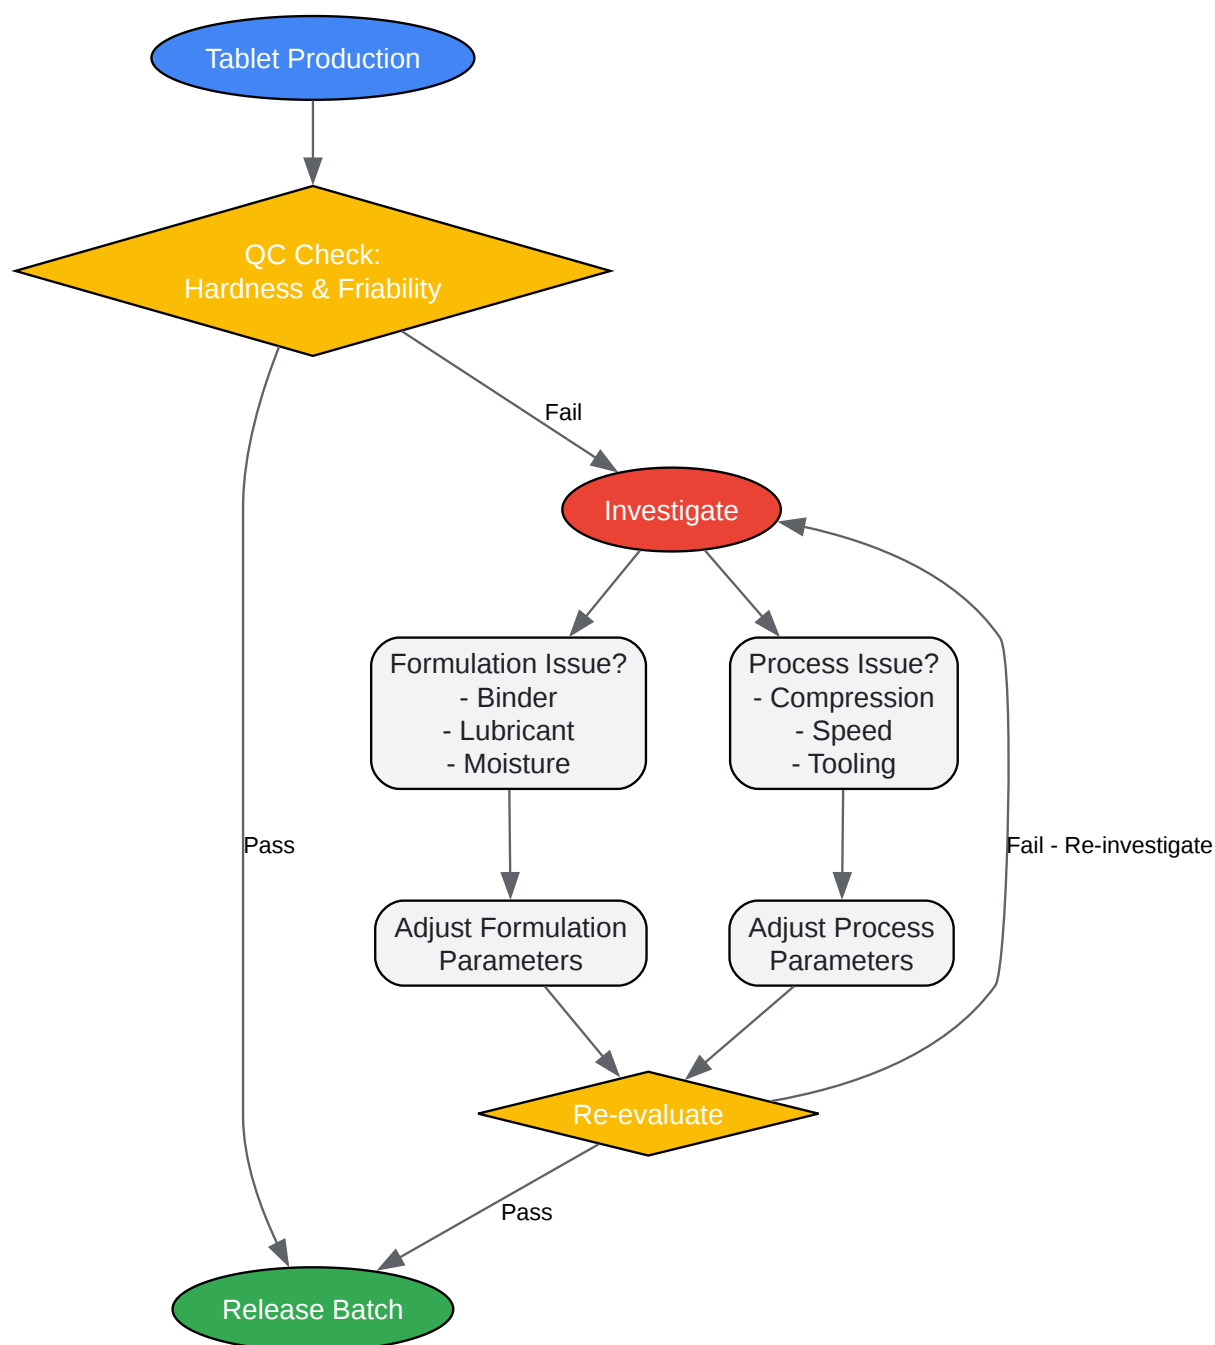 Tablet Production
QC Check:
Hardness & Friability
Fail
Investigate
Formulation Issue?
- Binder
- Lubricant
- Moisture
Process Issue?
- Compression
- Speed
- Tooling
Pass
Fail - Re-investigate
Adjust Formulation
Parameters
Adjust Process
Parameters
Re-evaluate
Pass
Release Batch